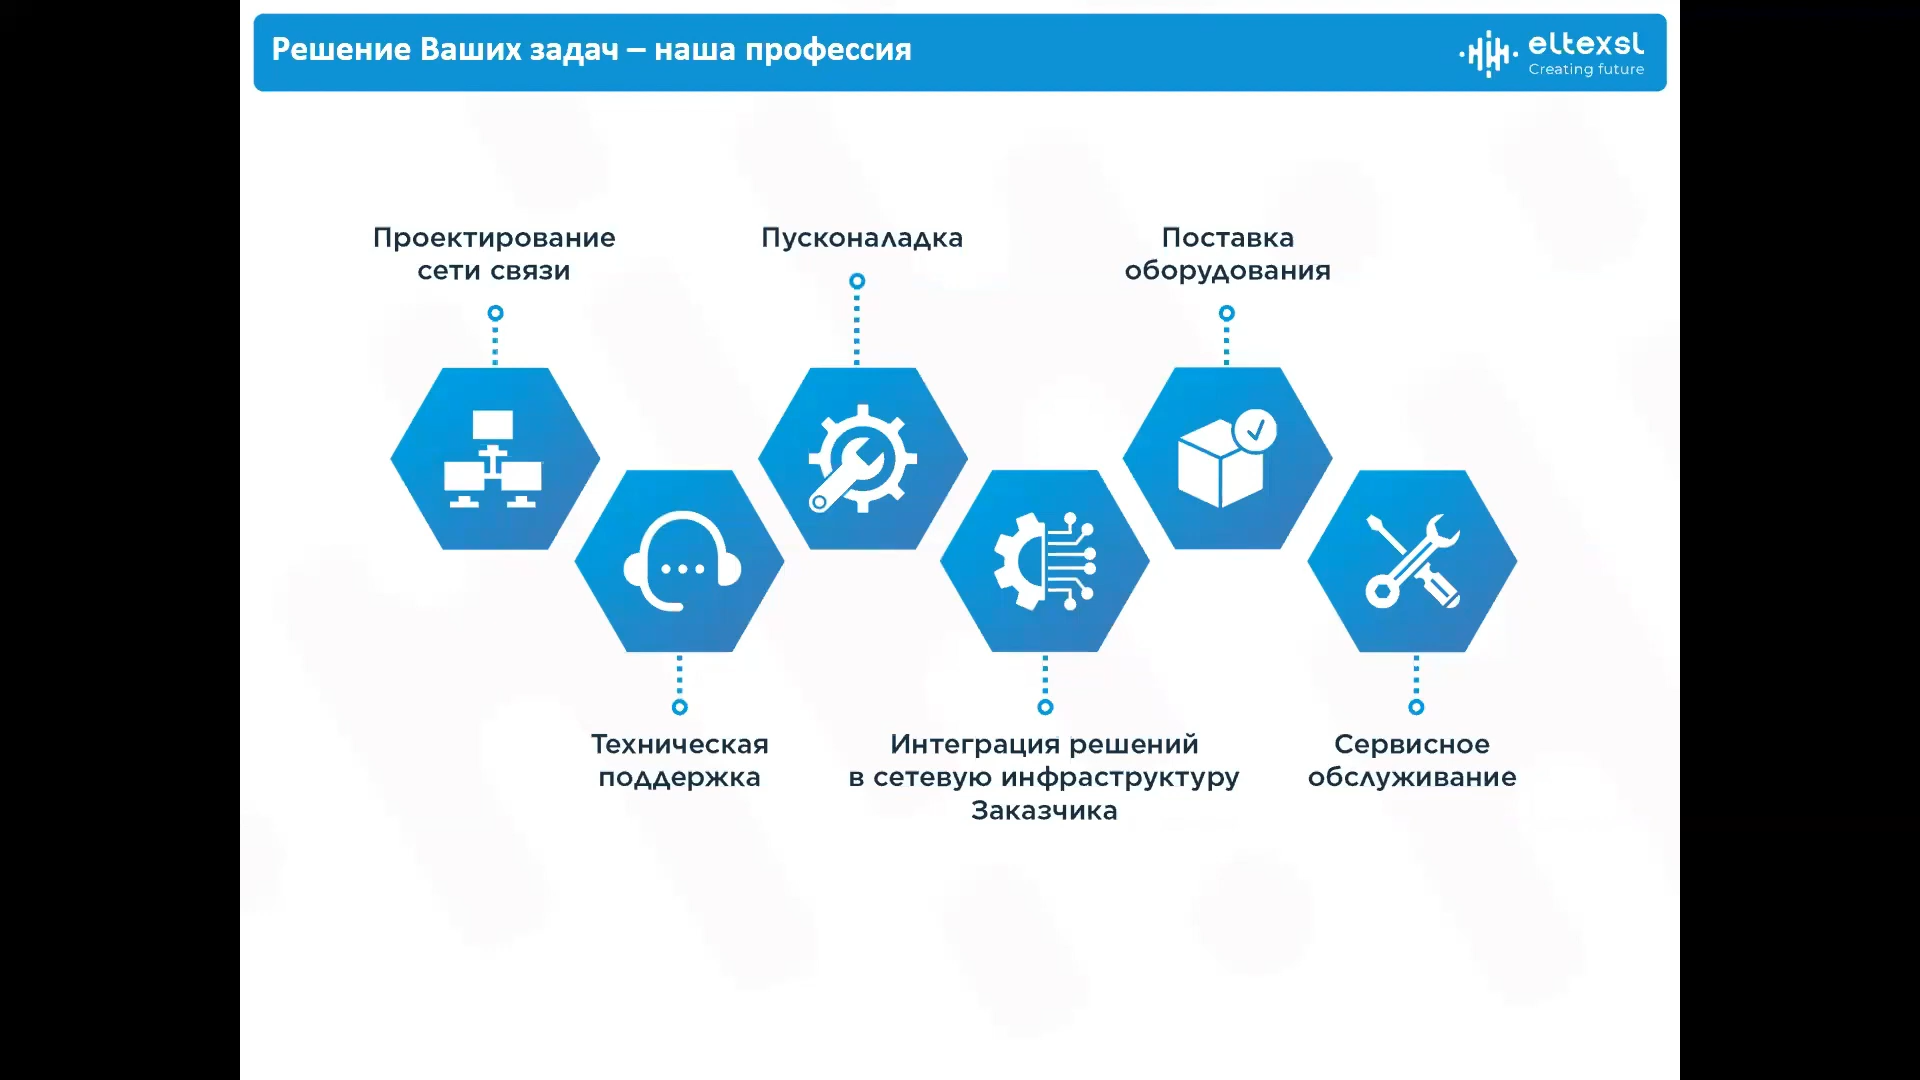 Решение Ваших задач – наша профессия
eltexsl
Creating future
Проектирование
сети связи
Пусконаладка
Поставка
оборудования
Техническая
поддержка
Интеграция решений
в сетевую инфраструктуру
Заказчика
Сервисное
обслуживание